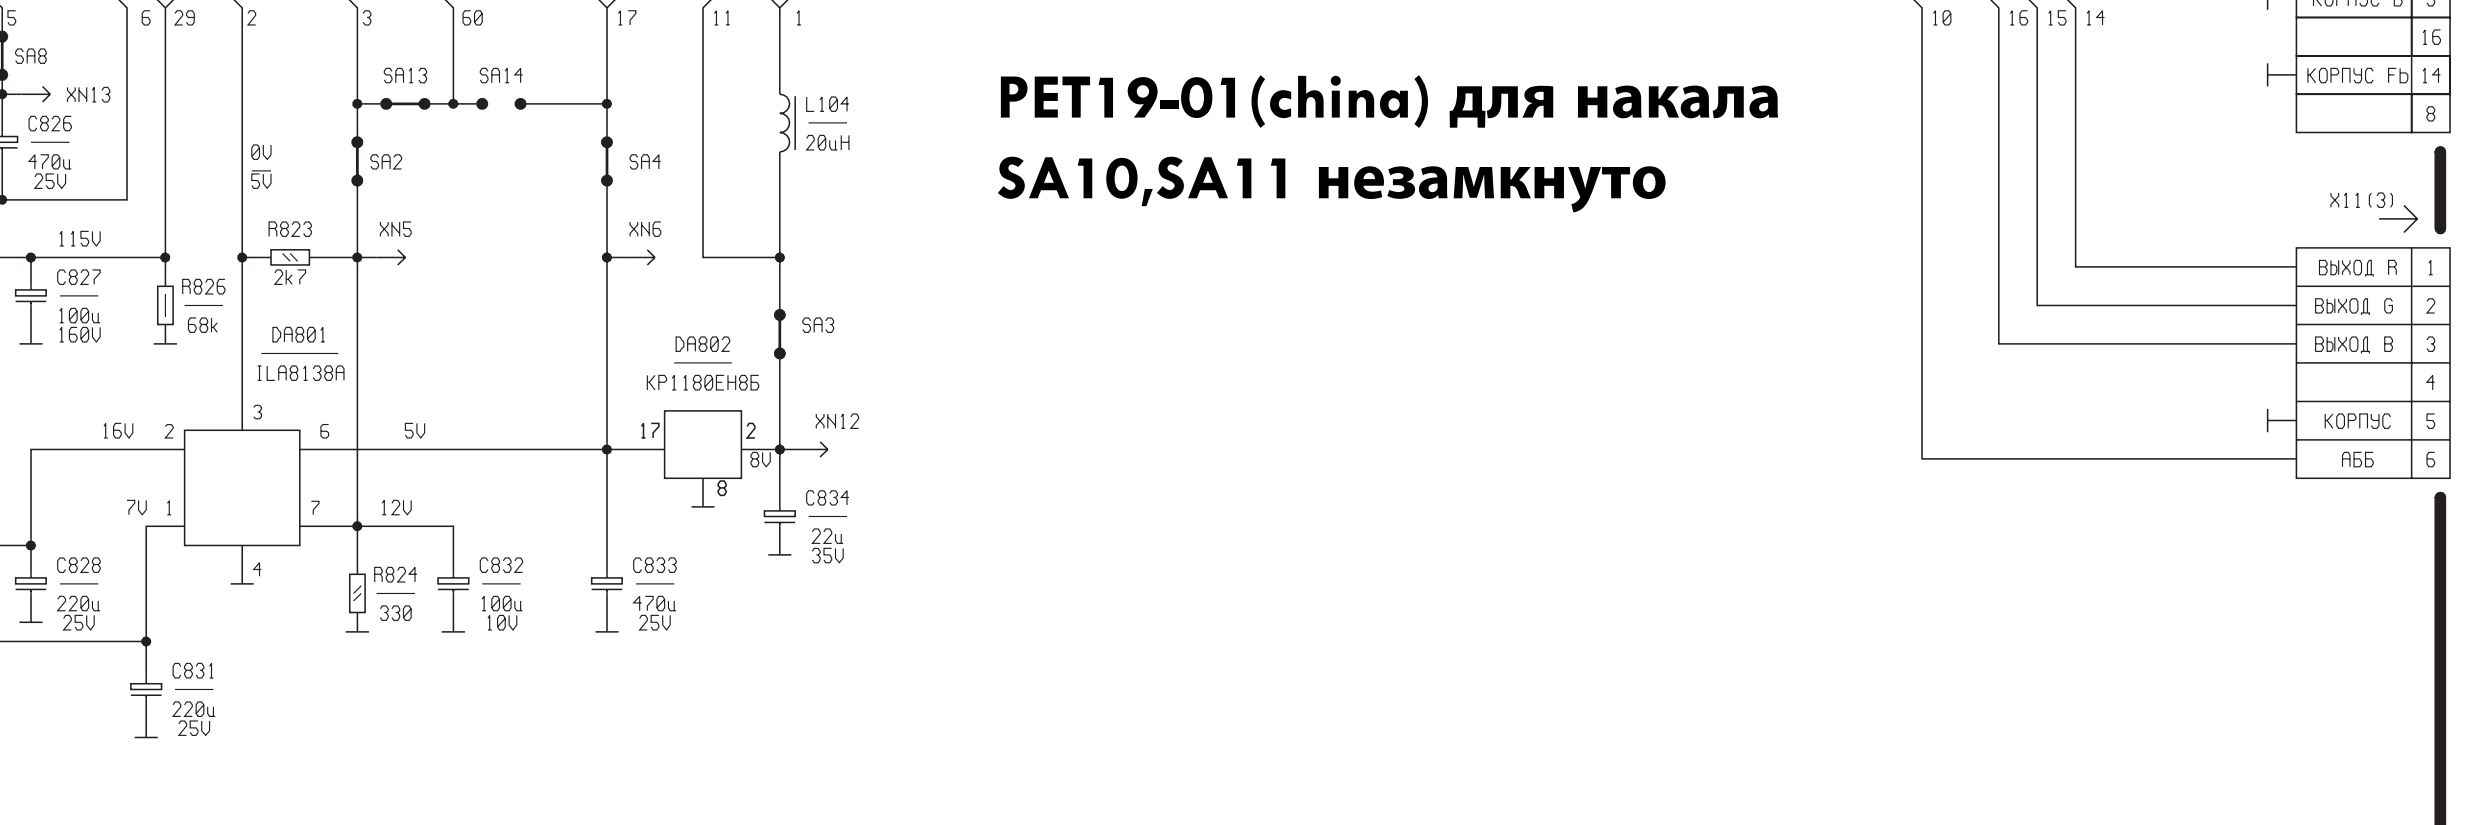 5
6
29
2
3
60
17
11
1
10
16
15
14
16
КОРПУС Fb 14
8
SA8
XN13
C826
470u
25V
SA13
SA14
0V
5V
SA2
SA4
L104
20uH
PET19-01(china) для накала
SA10,SA11 незамкнуто
X11(3)
115V
R823
2k7
XN5
XN6
C827
100u
160V
R826
68k
SA3
DA801
ILA8138A
DA802
КР1180ЕН8Б
ВЫХОД R 1
ВЫХОД G 2
ВЫХОД B 3
4
КОРПУС 5
АББ 6
3
16V 2
6 5V
17
2
8V
XN12
8
7V 1
7 12V
4
C834
22u
35V
C828
220u
25V
R824
330
C832
100u
10V
C833
470u
25V
C831
220u
25V